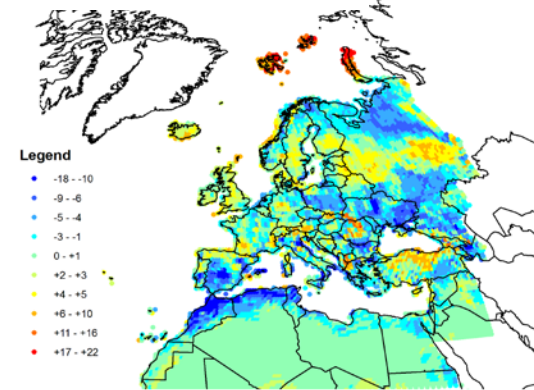 Legend
-18 - -10
-9 - -6
-5 - -4
-3 - -1
0 - +1
+2 - +3
+4 - +5
+6 - +10
+11 - +16
+17 - +22